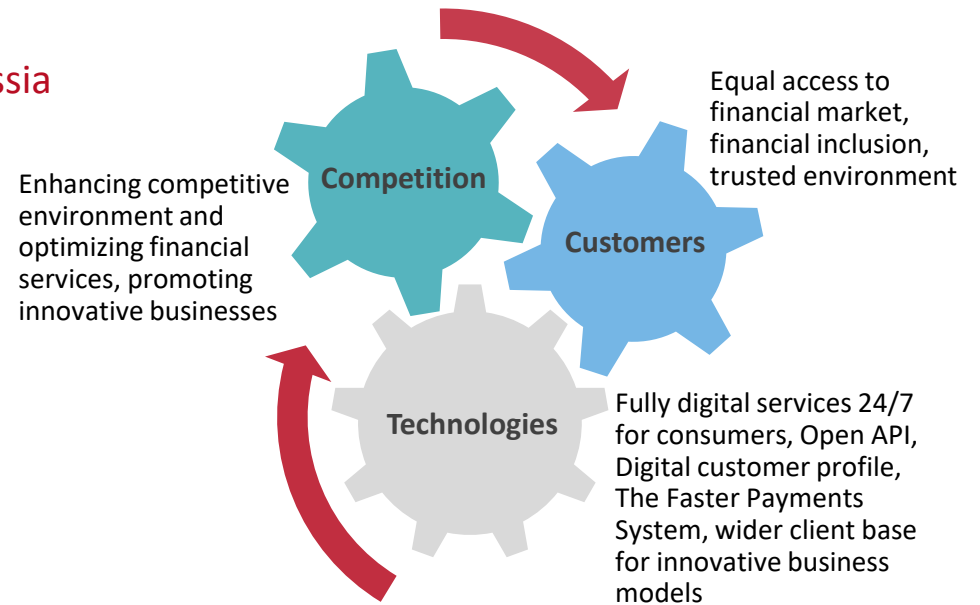 Equal access to
financial market,
financial inclusion,
trusted environment
Competition
Enhancing competitive
environment and
optimizing financial
services, promoting
innovative businesses
Customers
Technologies
Fully digital services 24/7
for consumers, Open API,
Digital customer profile,
The Faster Payments
System, wider client base
for innovative business
models